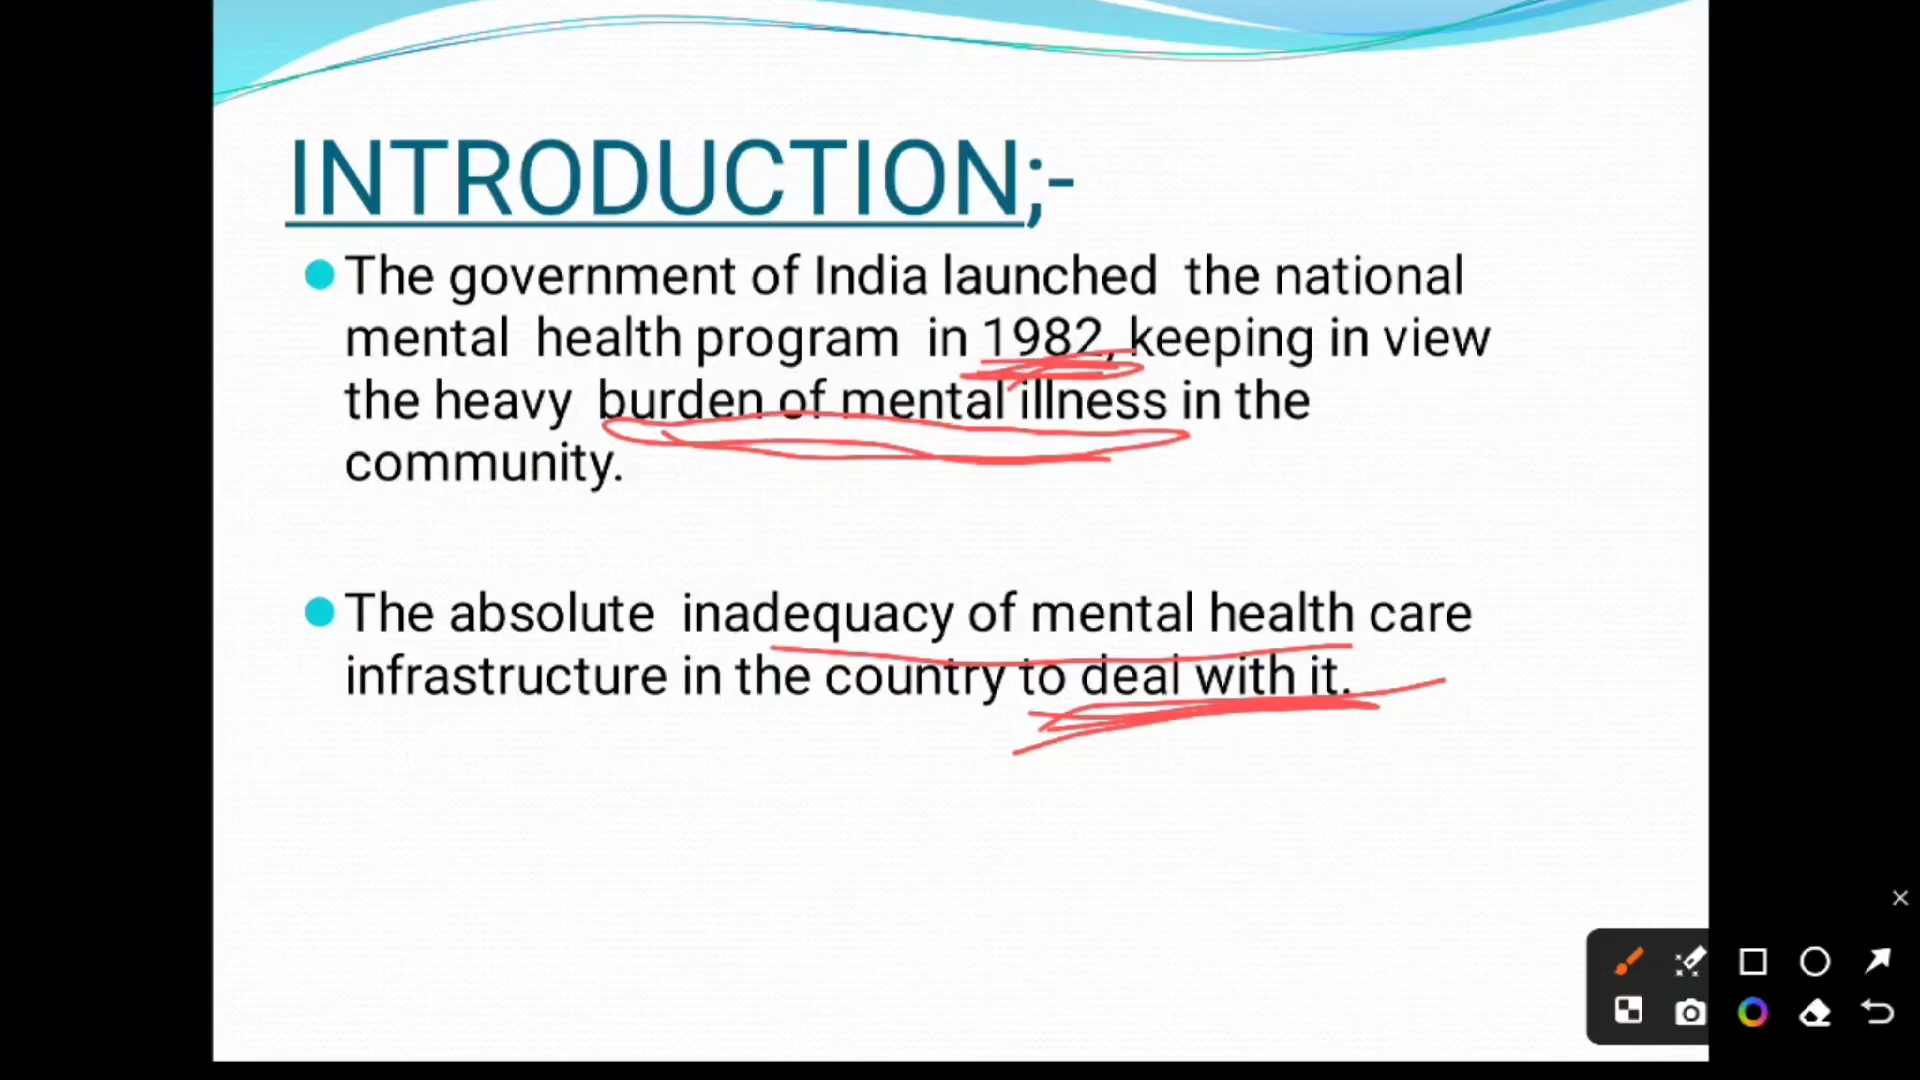 INTRODUCTION;-
The government of India launched the national
mental health program in 1982, keeping in view
the heavy burden of mental illness in the
community.
The absolute inadequacy of mental health care
infrastructure in the country to deal with it.